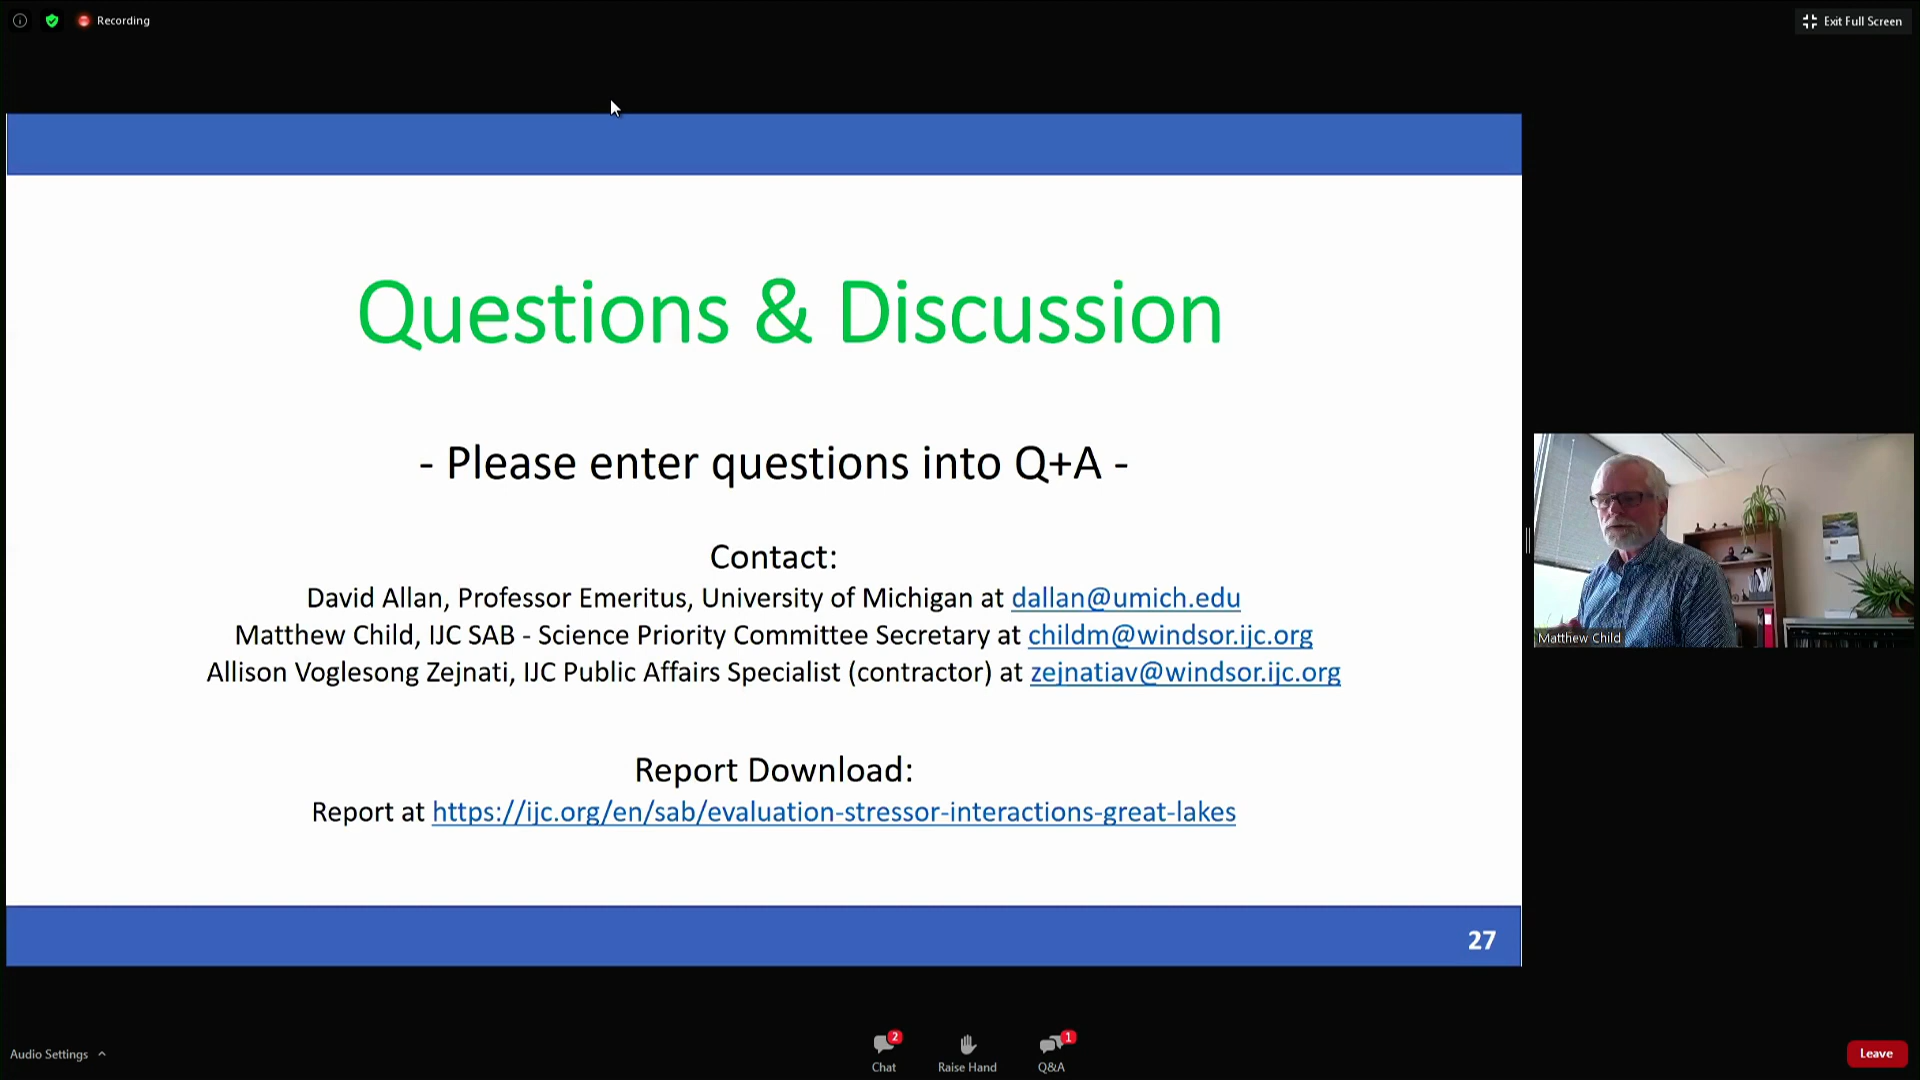 Recording
Exit Full Screen
Questions & Discussion
- Please enter questions into Q+A -
Contact:
David Allan, Professor Emeritus, University of Michigan at dallan@umich.edu
Matthew Child, IJC SAB - Science Priority Committee Secretary at childm@windsor.ijc.org
Allison Voglesong Zejnati, IJC Public Affairs Specialist (contractor) at zejnatiav@windsor.ijc.org
Report Download:
Report at https://ijc.org/en/sab/evaluation-stressor-interactions-great-lakes
27
Matthew Child
Audio Settings
2
Chat
Raise Hand
1
Q&A
Leave